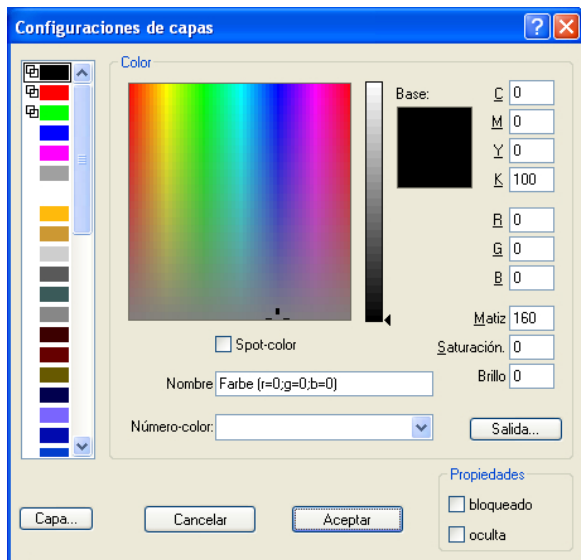 Configuraciones de capas
Color
Base:
C 0
M 0
Y 0
K 100
R 0
G 0
B 0
Matiz 160
Saturación. 0
Brillo 0
Spot-color
Nombre Farbe (r=0;g=0;b=0)
Número-color:
Salida...
Propiedades
bloqueado
oculta
Capa...
Cancelar
Aceptar